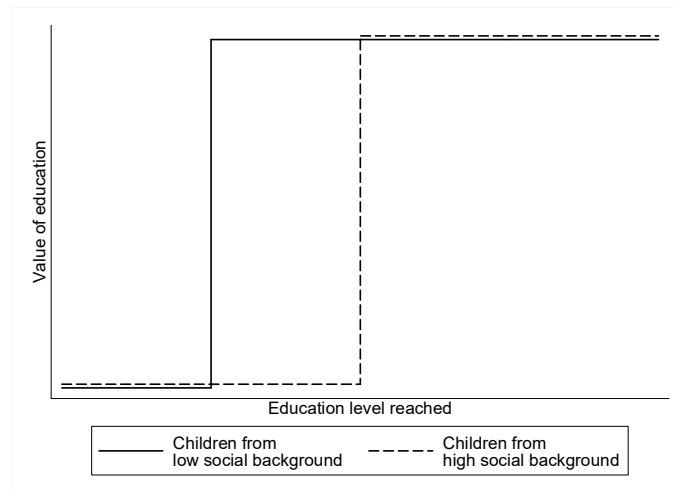 Value of education
Education level reached
Children from
low social background
Children from
high social background